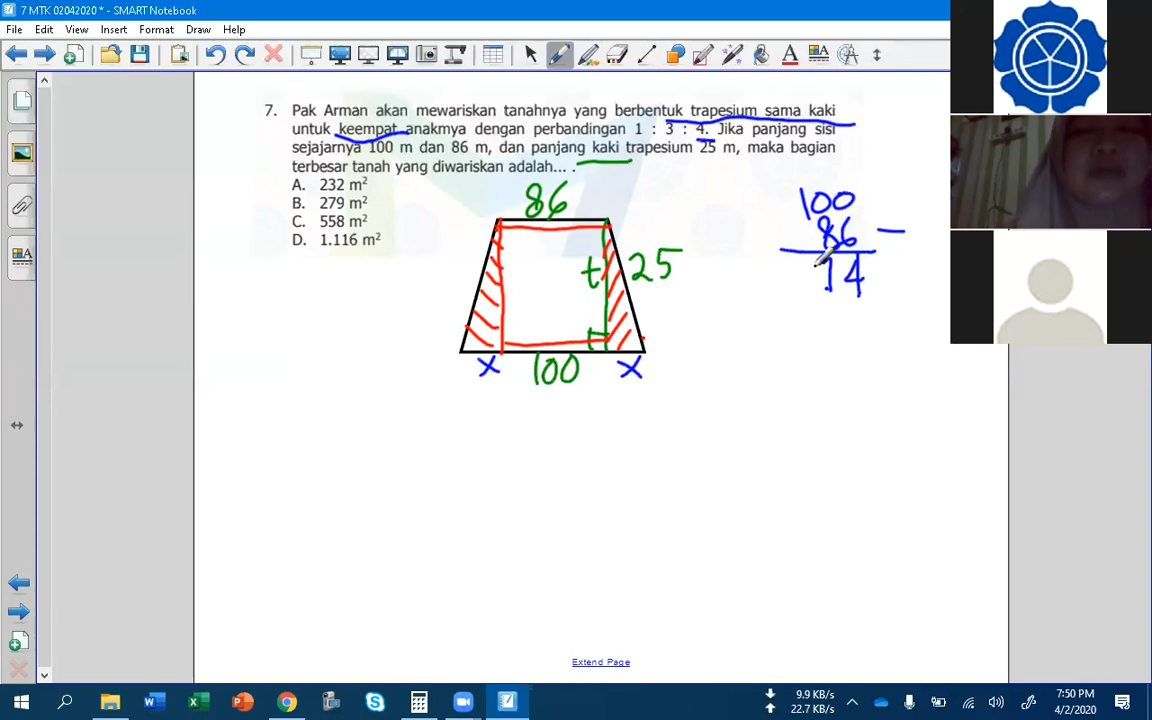 7 MTK 02042020 * - SMART Notebook
File Edit View Insert Format Draw Help
7. Pak Arman akan mewariskan tanahnya yang berbentuk trapesium sama kaki
untuk keempat anakmya dengan perbandingan 1 : 3 : 4. Jika panjang sisi
sejajarnya 100 m dan 86 m, dan panjang kaki trapesium 25 m, maka bagian
terbesar tanah yang diwariskan adalah... .
A. 232 m²
B. 279 m²
C. 558 m²
D. 1.116 m²
86
t 25
x 100 x
100
86 −
14
Extend Page
9.9 KB/s
22.7 KB/s
7:50 PM
4/2/2020